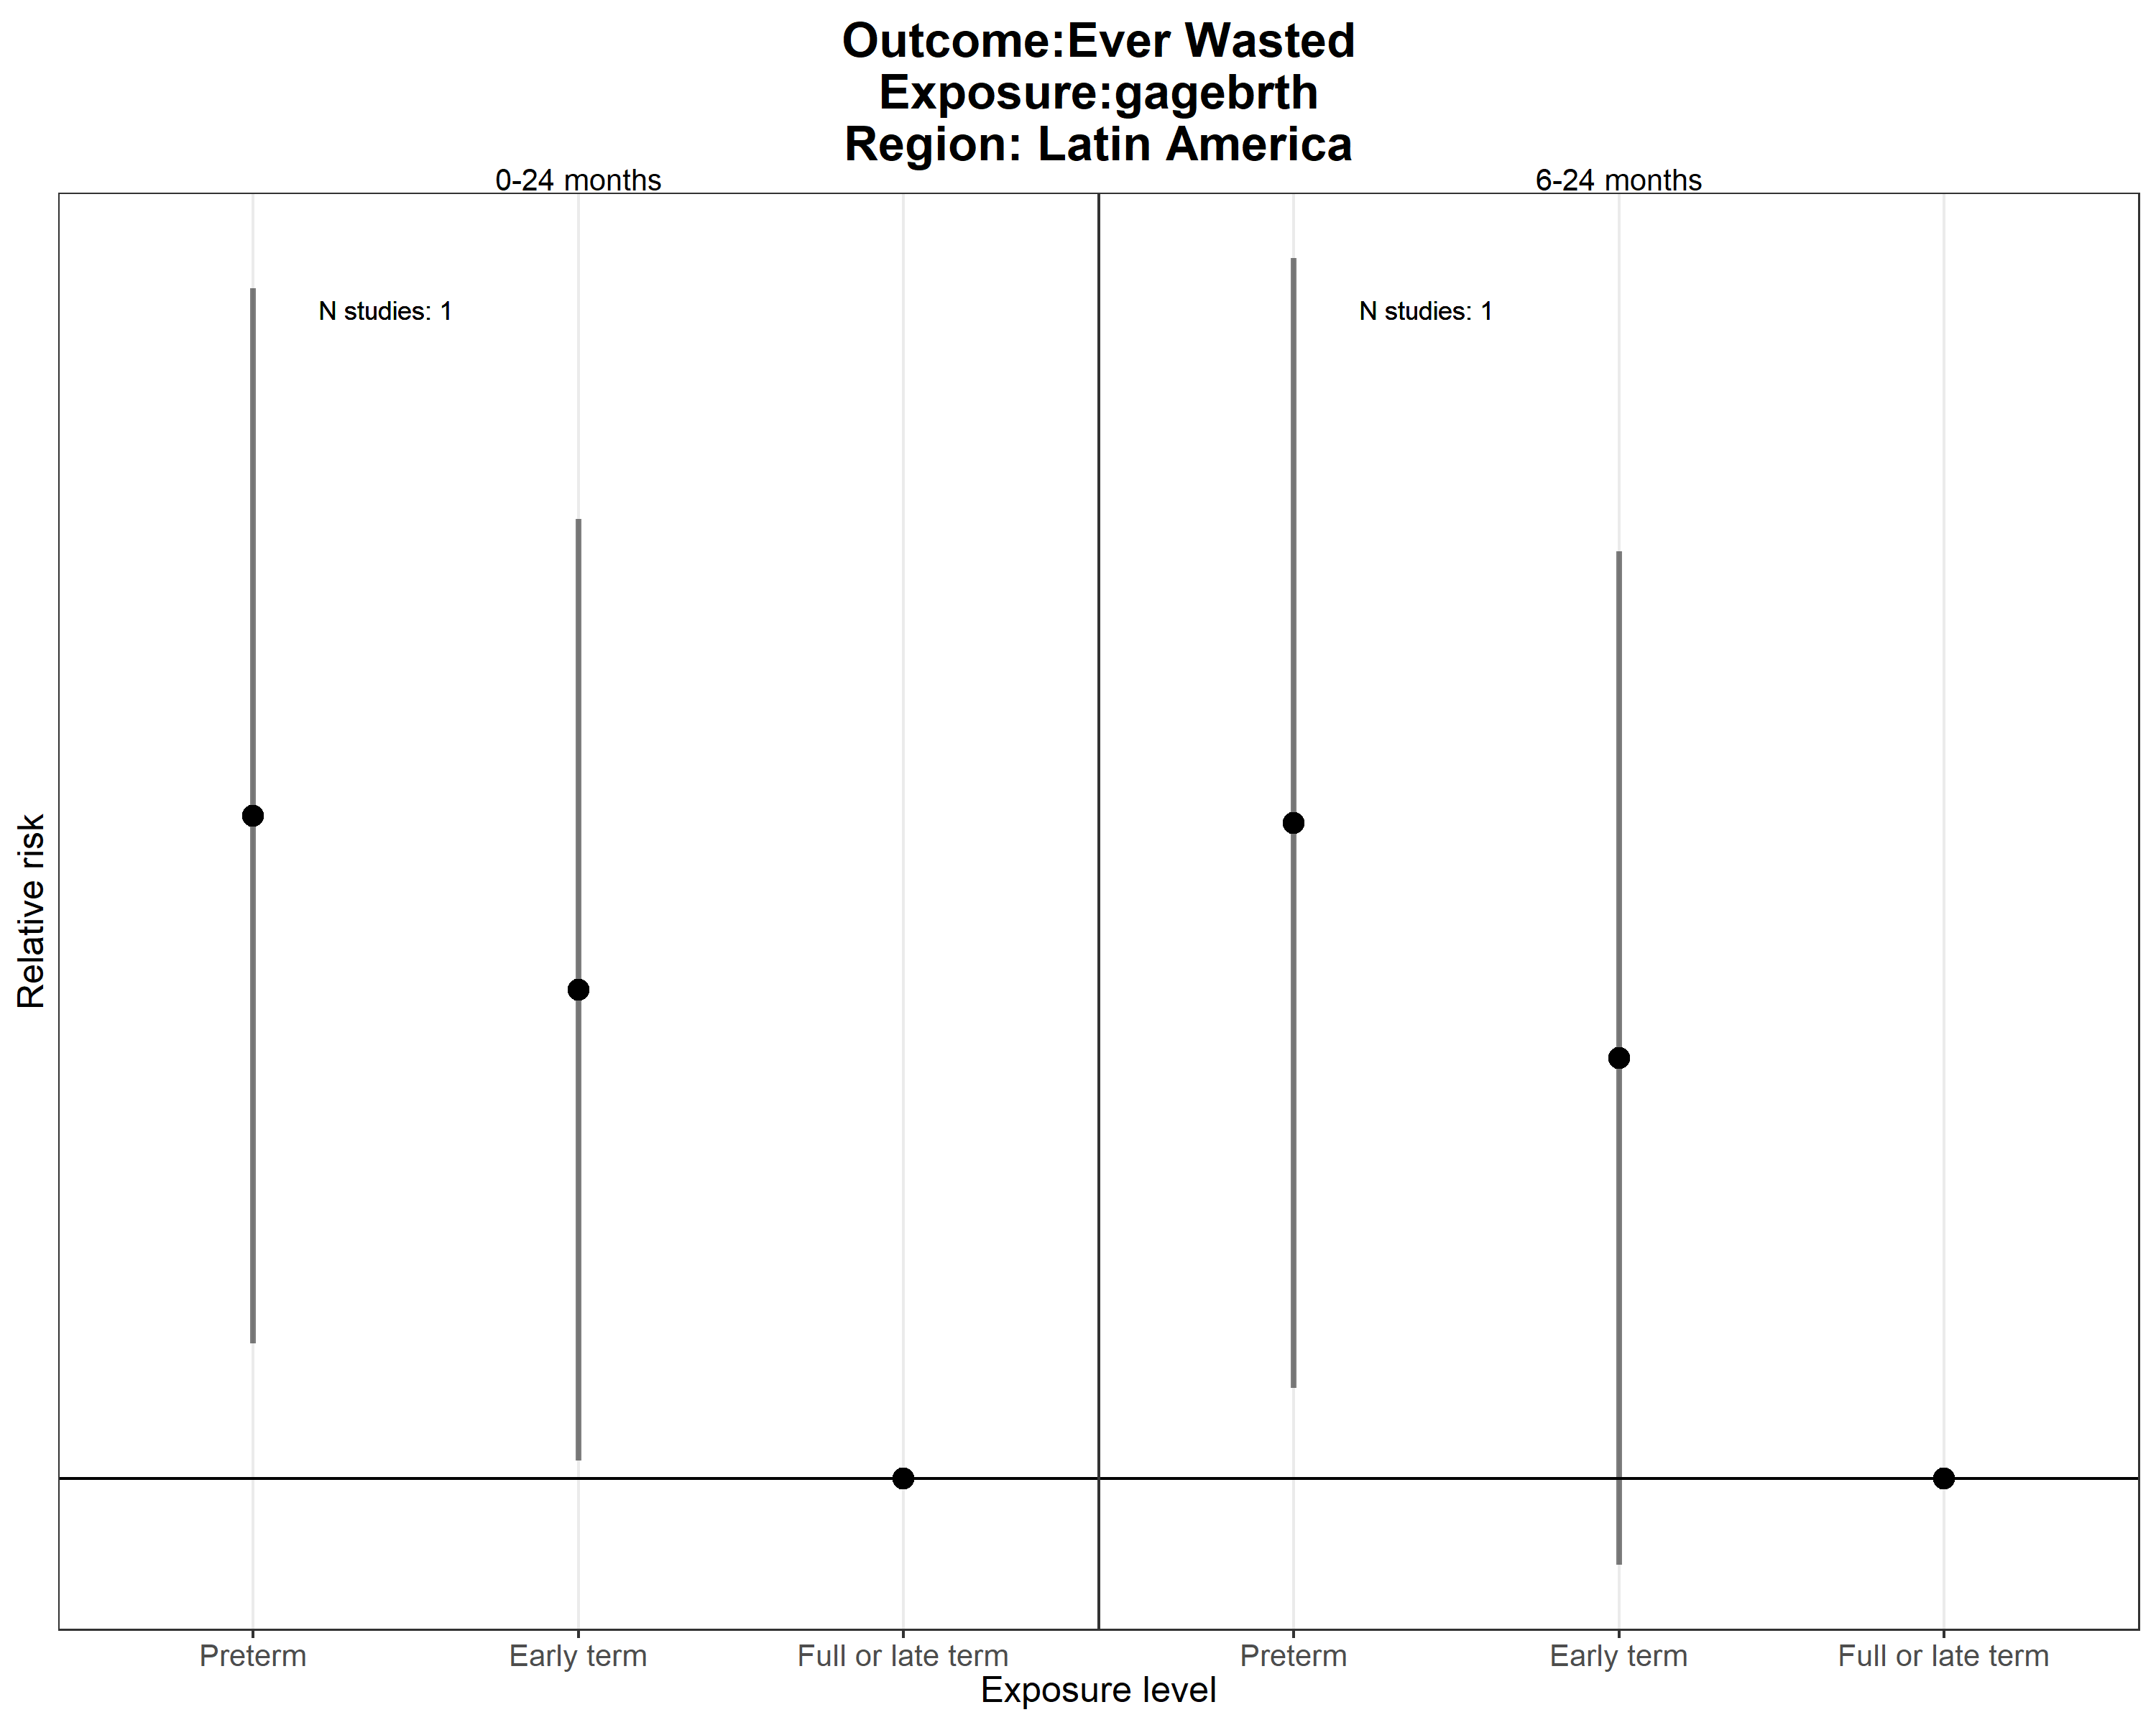 Outcome:Ever Wasted
Exposure:gagebrth
Region: Latin America
0-24 months
6-24 months
N studies: 1
N studies: 1
Relative risk
Preterm
Early term
Full or late term
Preterm
Early term
Full or late term
Exposure level